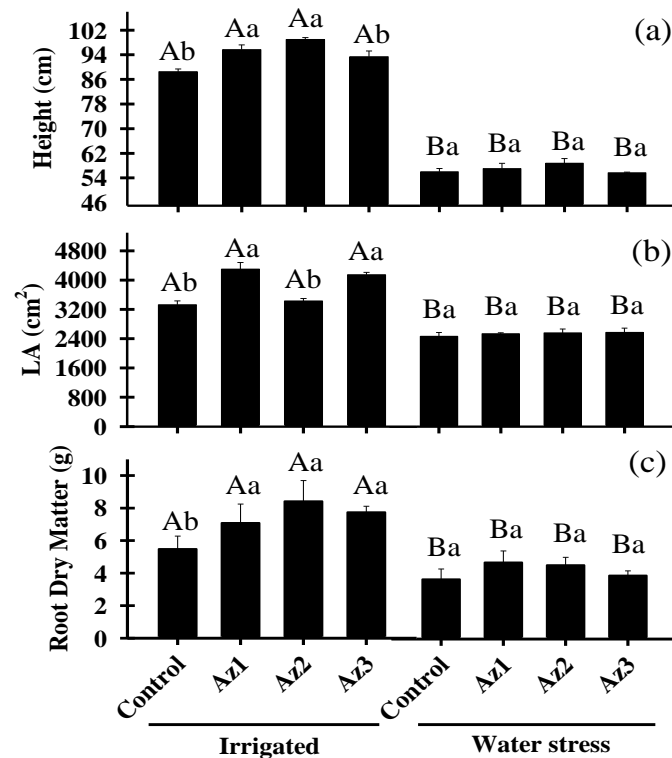 (a)
Height (cm)
102
94
86
78
70
62
54
46
Ab Aa Aa Ab Ba Ba Ba Ba
(b)
LA (cm²)
4800
4000
3200
2400
1600
800
0
Ab Aa Ab Aa Ba Ba Ba Ba
(c)
Root Dry Matter (g)
10
8
6
4
2
0
Ab Aa Aa Aa Ba Ba Ba Ba
Control Az1 Az2 Az3 Control Az1 Az2 Az3
Irrigated Water stress